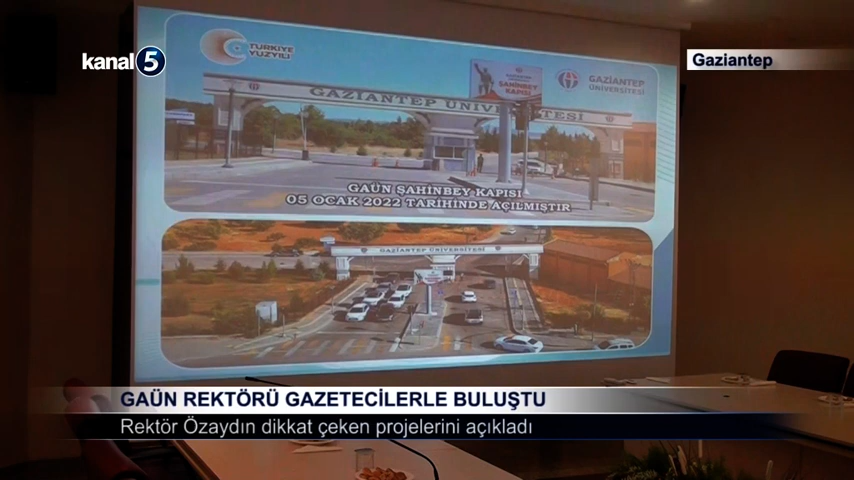 kanal 5
Gaziantep
TÜRKİYE
YÜZYILI
ŞAHİNBEY
KAPISI
GAZİANTEP
ÜNİVERSİTESİ
GAZİANTEP ÜNİVERSİTESİ
GAÜN ŞAHİNBEY KAPISI
05 OCAK 2022 TARİHİNDE AÇILMIŞTIR
GAZİANTEP ÜNİVERSİTESİ
GAÜN REKTÖRÜ GAZETECİLERLE BULUŞTU
Rektör Özaydın dikkat çeken projelerini açıkladı